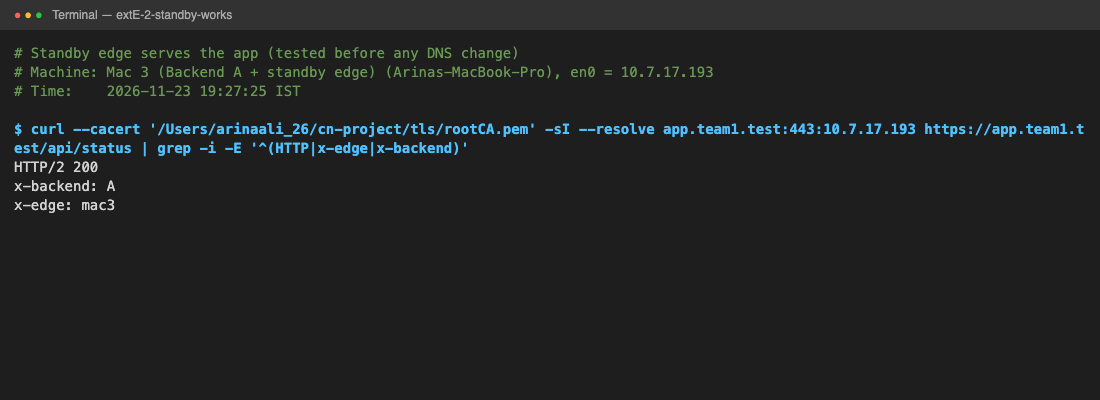 Terminal — extE-2-standby-works
# Standby edge serves the app (tested before any DNS change)
# Machine: Mac 3 (Backend A + standby edge) (Arinas-MacBook-Pro), en0 = 10.7.17.193
# Time:    2026-11-23 19:27:25 IST
$ curl --cacert '/Users/arinaali_26/cn-project/tls/rootCA.pem' -sI --resolve app.team1.test:443:10.7.17.193 https://app.team1.t
est/api/status | grep -i -E '^(HTTP|x-edge|x-backend)'
HTTP/2 200
x-backend: A
x-edge: mac3